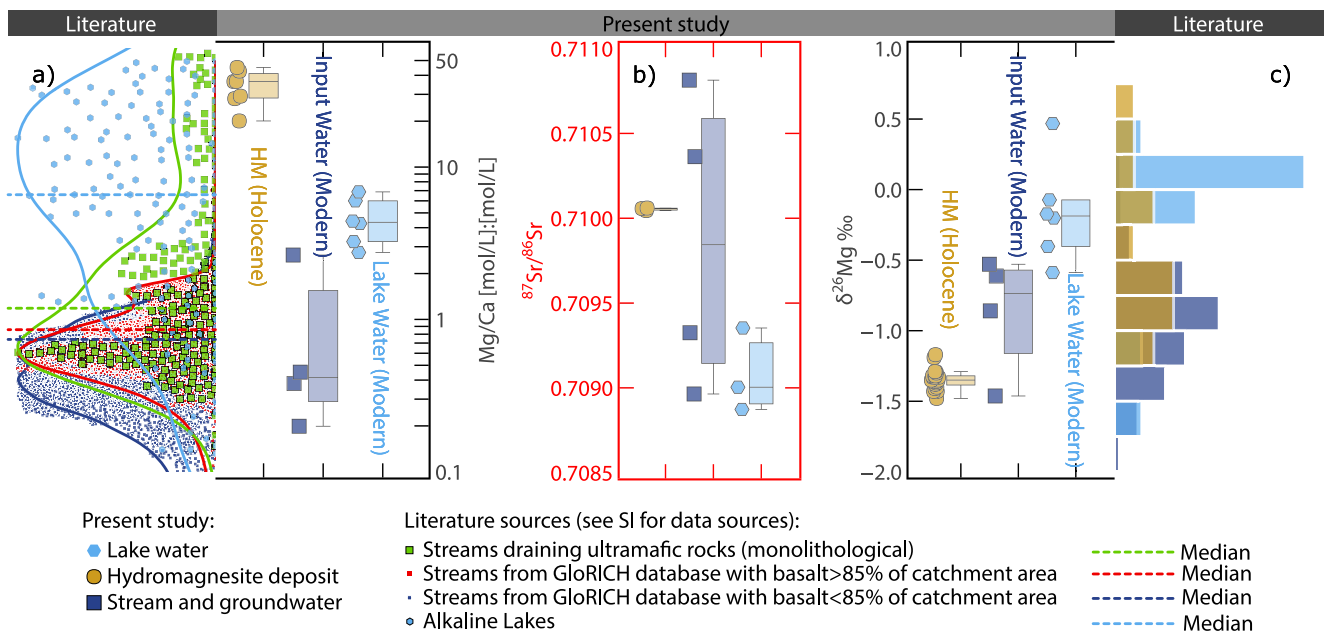 Literature
Present study
Literature
a)
HM (Holocene)
Input Water (Modern)
Lake Water (Modern)
50
10
1
0.1
Mg/Ca [mol/L]:[mol/L]
b)
⁸⁷Sr/⁸⁶Sr
0.7110
0.7105
0.7100
0.7095
0.7090
0.7085
c)
δ²⁶Mg ‰
1.0
0.5
0.0
−0.5
−1.0
−1.5
−2.0
HM (Holocene)
Input Water (Modern)
Lake Water (Modern)
Present study:
Lake water
Hydromagnesite deposit
Stream and groundwater
Literature sources (see SI for data sources):
Streams draining ultramafic rocks (monolithological)
Streams from GloRICH database with basalt>85% of catchment area
Streams from GloRICH database with basalt<85% of catchment area
Alkaline Lakes
Median
Median
Median
Median